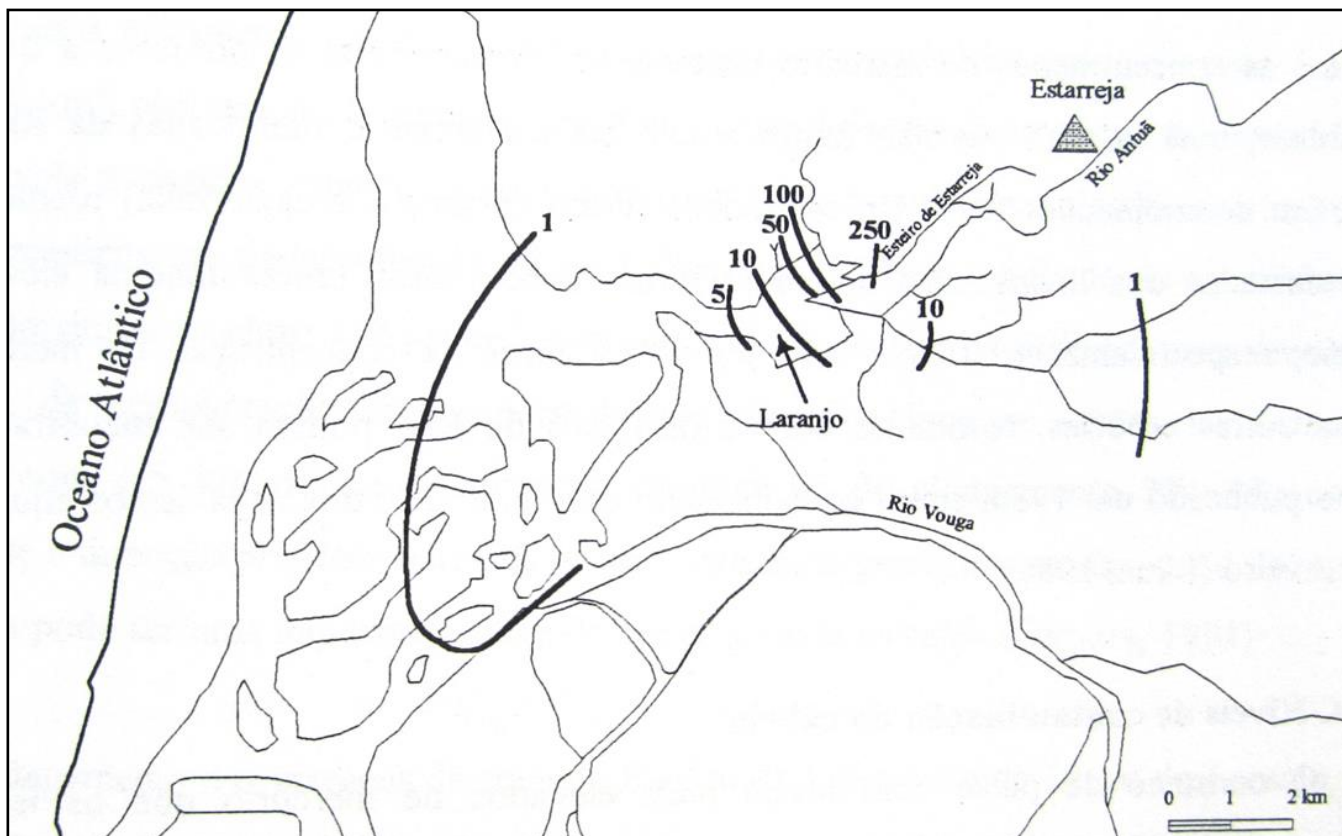 Estarreja
Rio Antuã
Esteiro de Estarreja
100
50
250
1
10
5
10
Oceano Atlântico
Laranjo
Rio Vouga
0 1 2 km